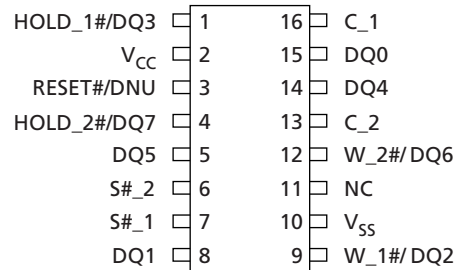 HOLD_1#/DQ3 1 16 C_1
VCC 2 15 DQ0
RESET#/DNU 3 14 DQ4
HOLD_2#/DQ7 4 13 C_2
DQ5 5 12 W_2#/DQ6
S#_2 6 11 NC
S#_1 7 10 VSS
DQ1 8 9 W_1#/DQ2